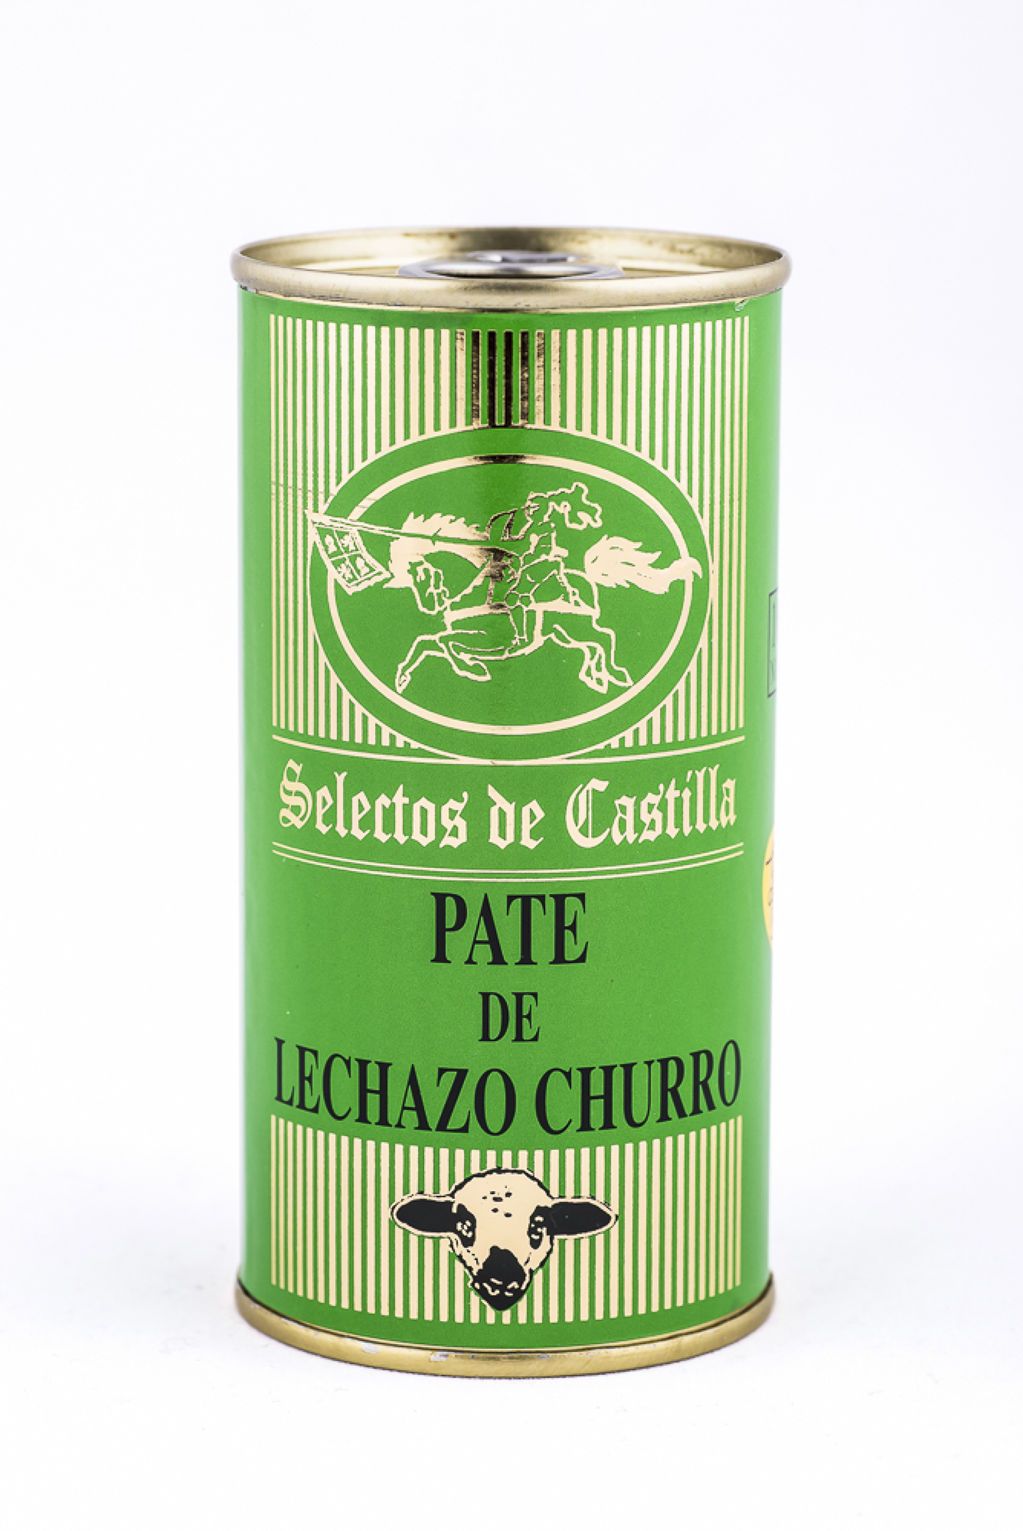 Selectos de Castilla
PATE
DE
LECHAZO CHURRO